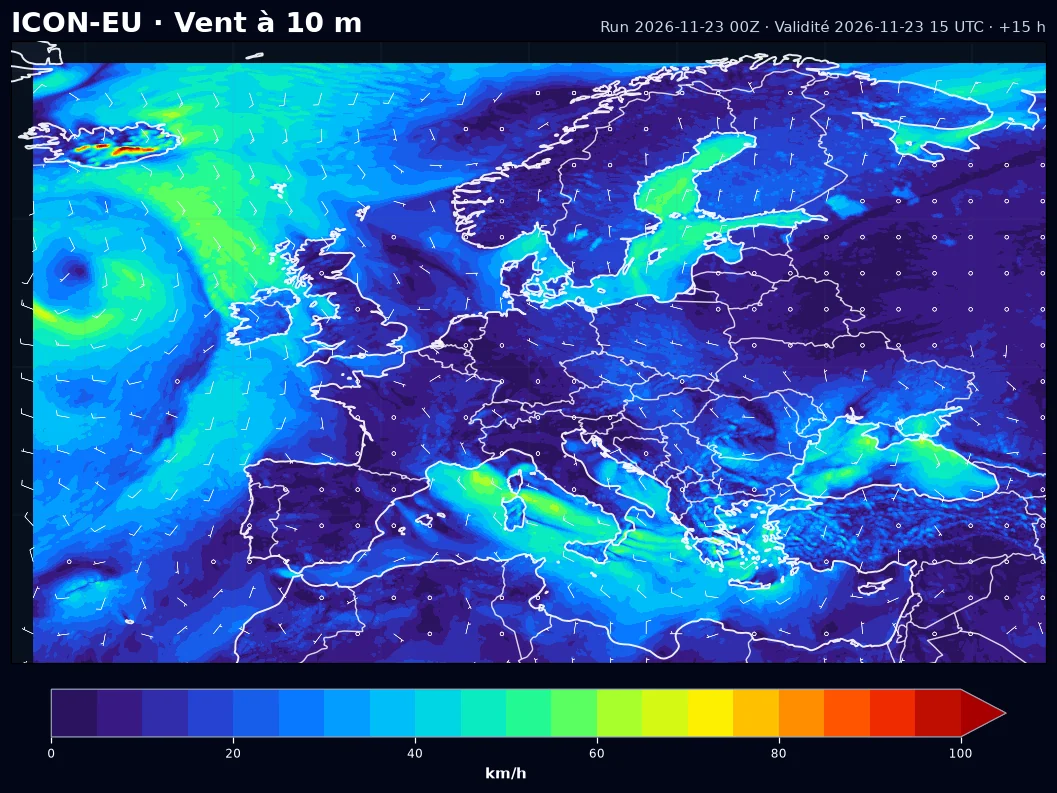 ICON-EU · Vent à 10 m
Run 2026-11-23 00Z · Validité 2026-11-23 15 UTC · +15 h
0 20 40 60 80 100
km/h